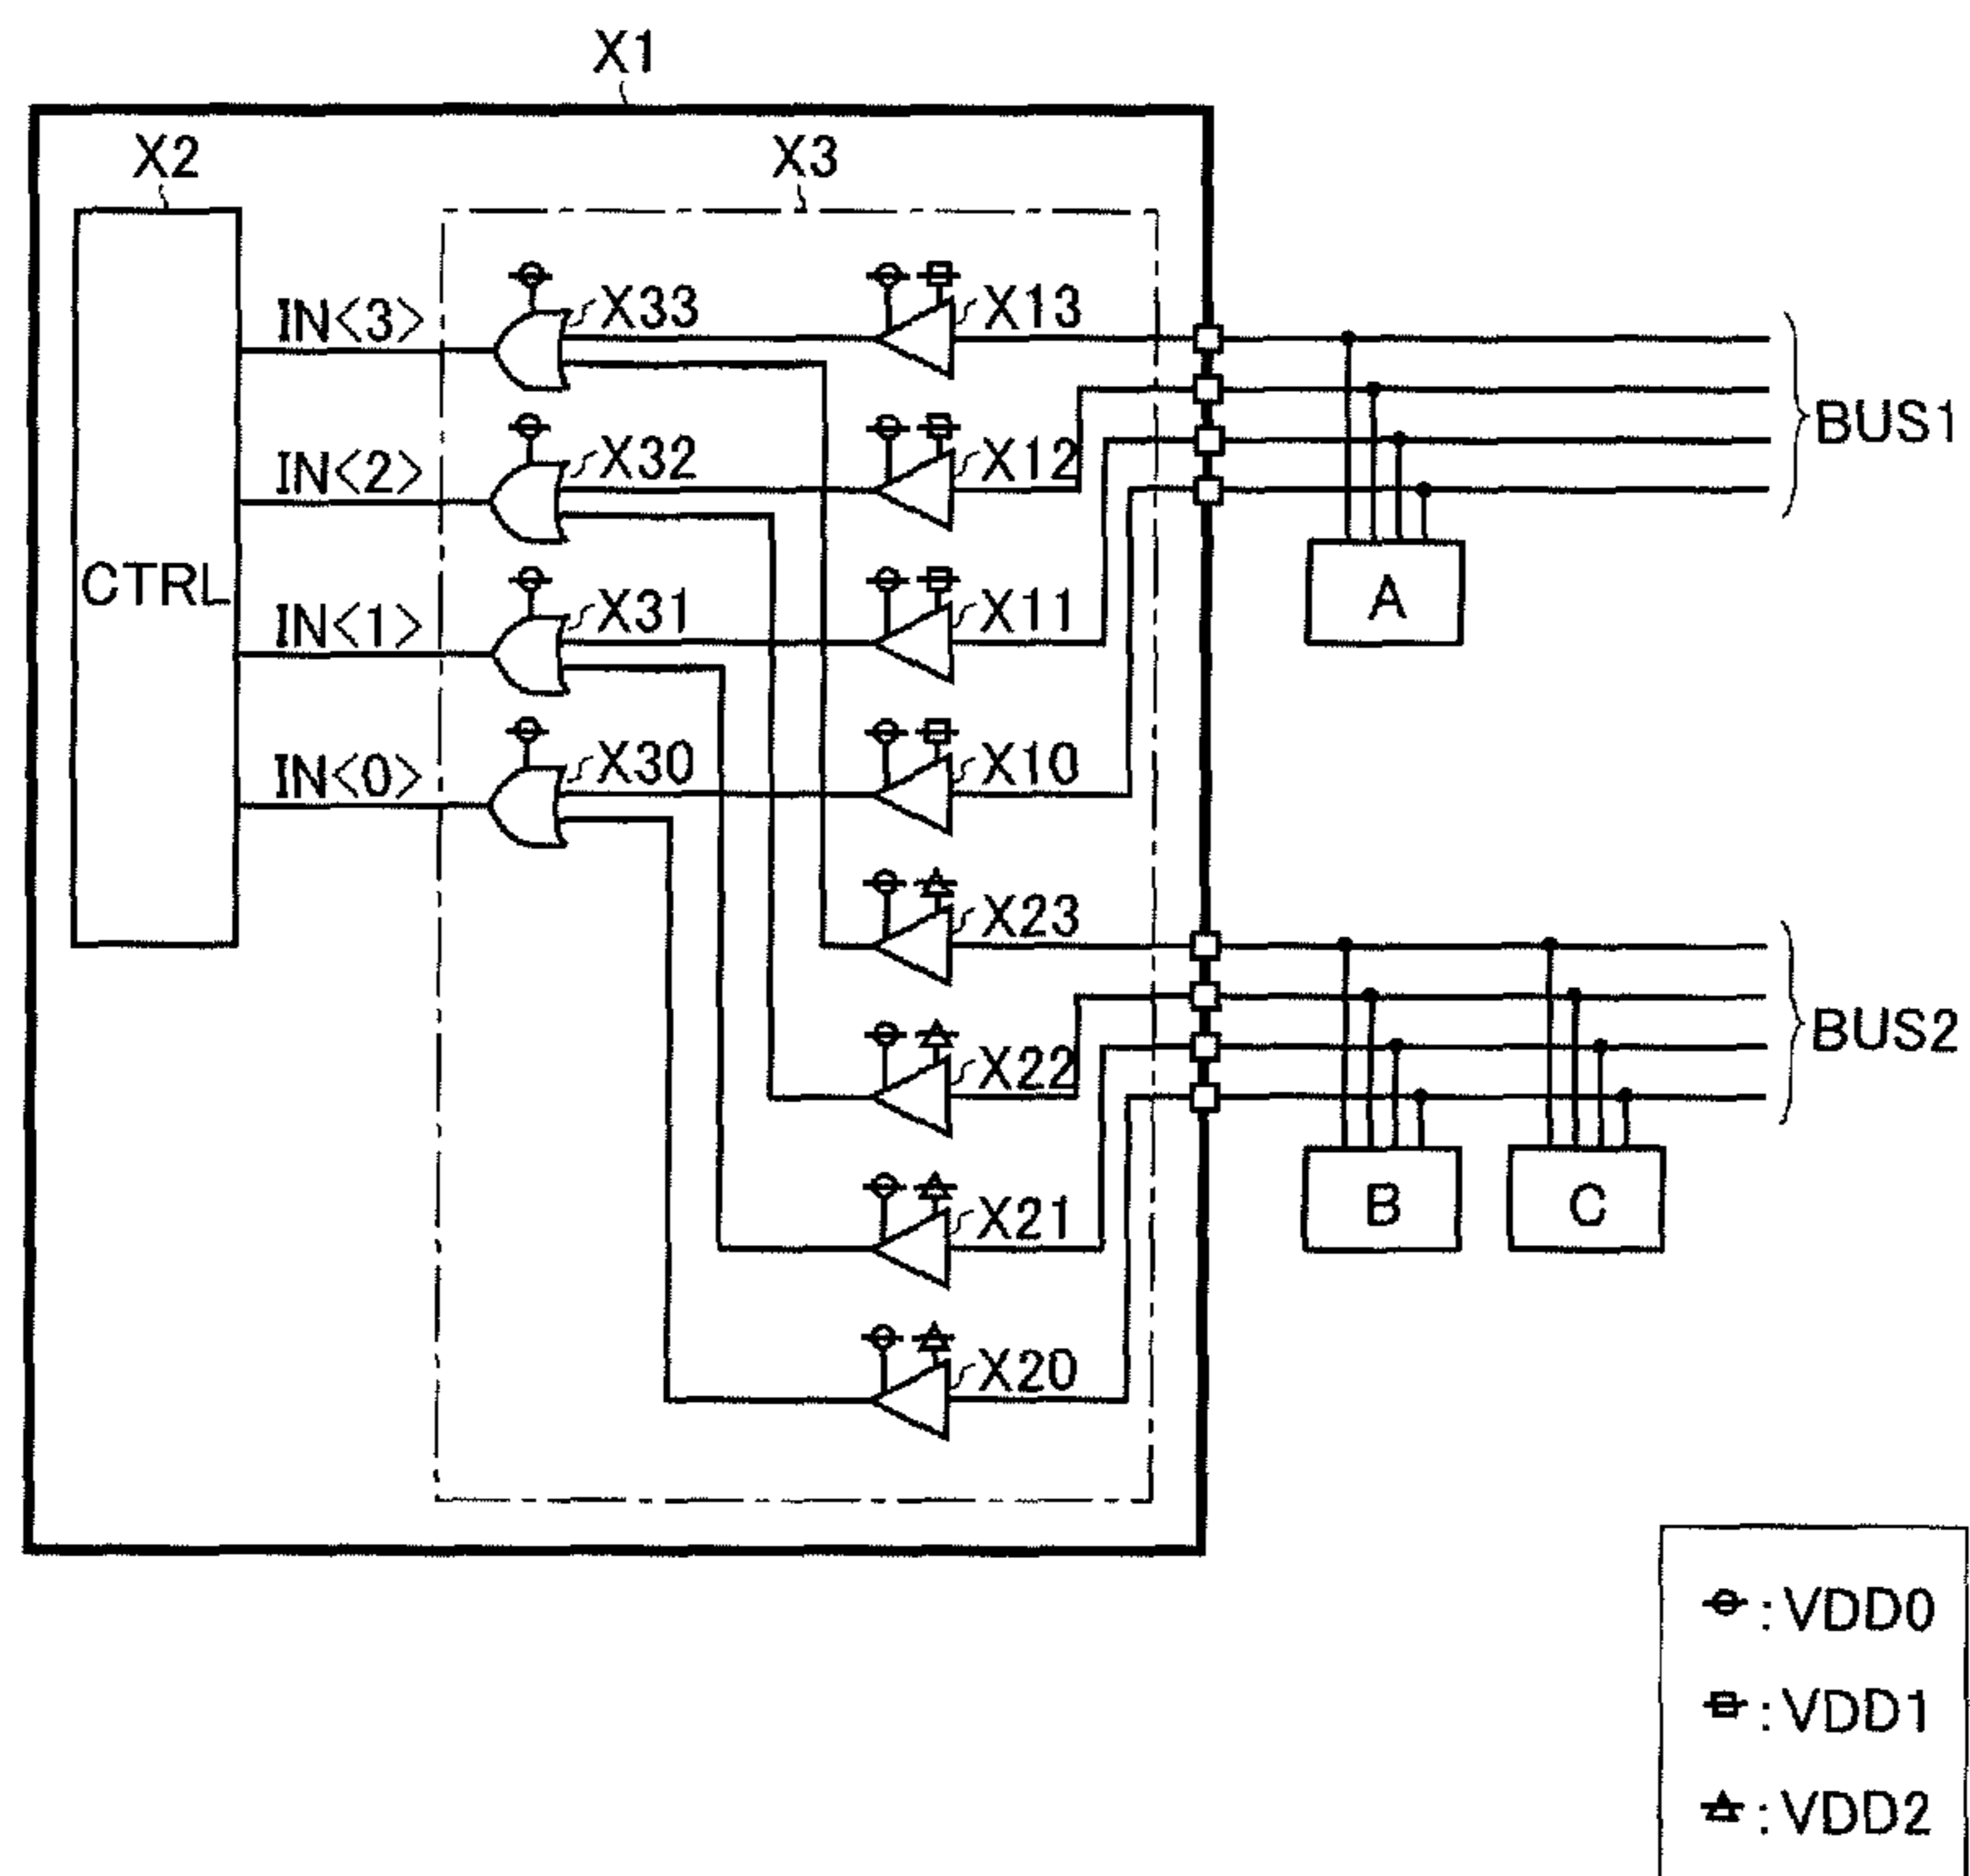 X1
X2
X3
IN<3>
X33
X13
BUS1
IN<2>
X32
X12
CTRL
IN<1>
X31
X11
A
IN<0>
X30
X10
X23
BUS2
X22
B
C
X21
X20
:VDD0
:VDD1
:VDD2